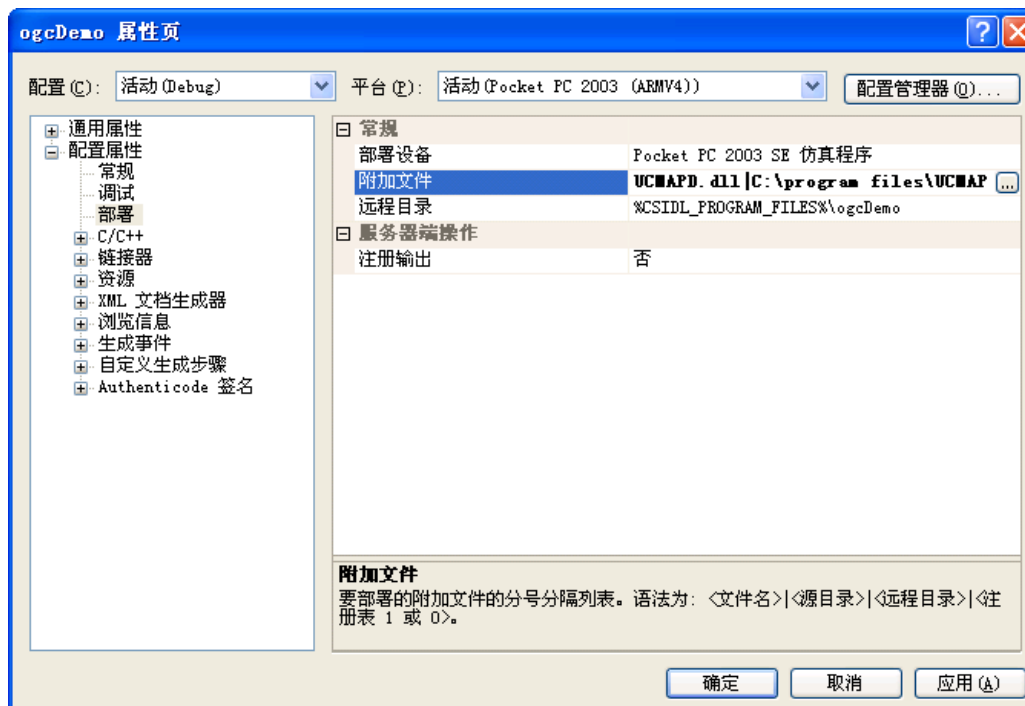 ogcDemo 属性页
配置(C): 活动(Debug) 平台(P): 活动(Pocket PC 2003 (ARMV4)) 配置管理器(O)...
通用属性
配置属性
常规
调试
部署
C/C++
链接器
资源
XML 文档生成器
浏览信息
生成事件
自定义生成步骤
Authenticode 签名
常规
部署设备 Pocket PC 2003 SE 仿真程序
附加文件 UCMAPD.dll|C:\program files\UCMAP ...
远程目录 %CSIDL_PROGRAM_FILES%\ogcDemo
服务器端操作
注册输出 否
附加文件
要部署的附加文件的分号分隔列表。语法为: <文件名>|<源目录>|<远程目录>|<注
册表 1 或 0>。
确定 取消 应用(A)